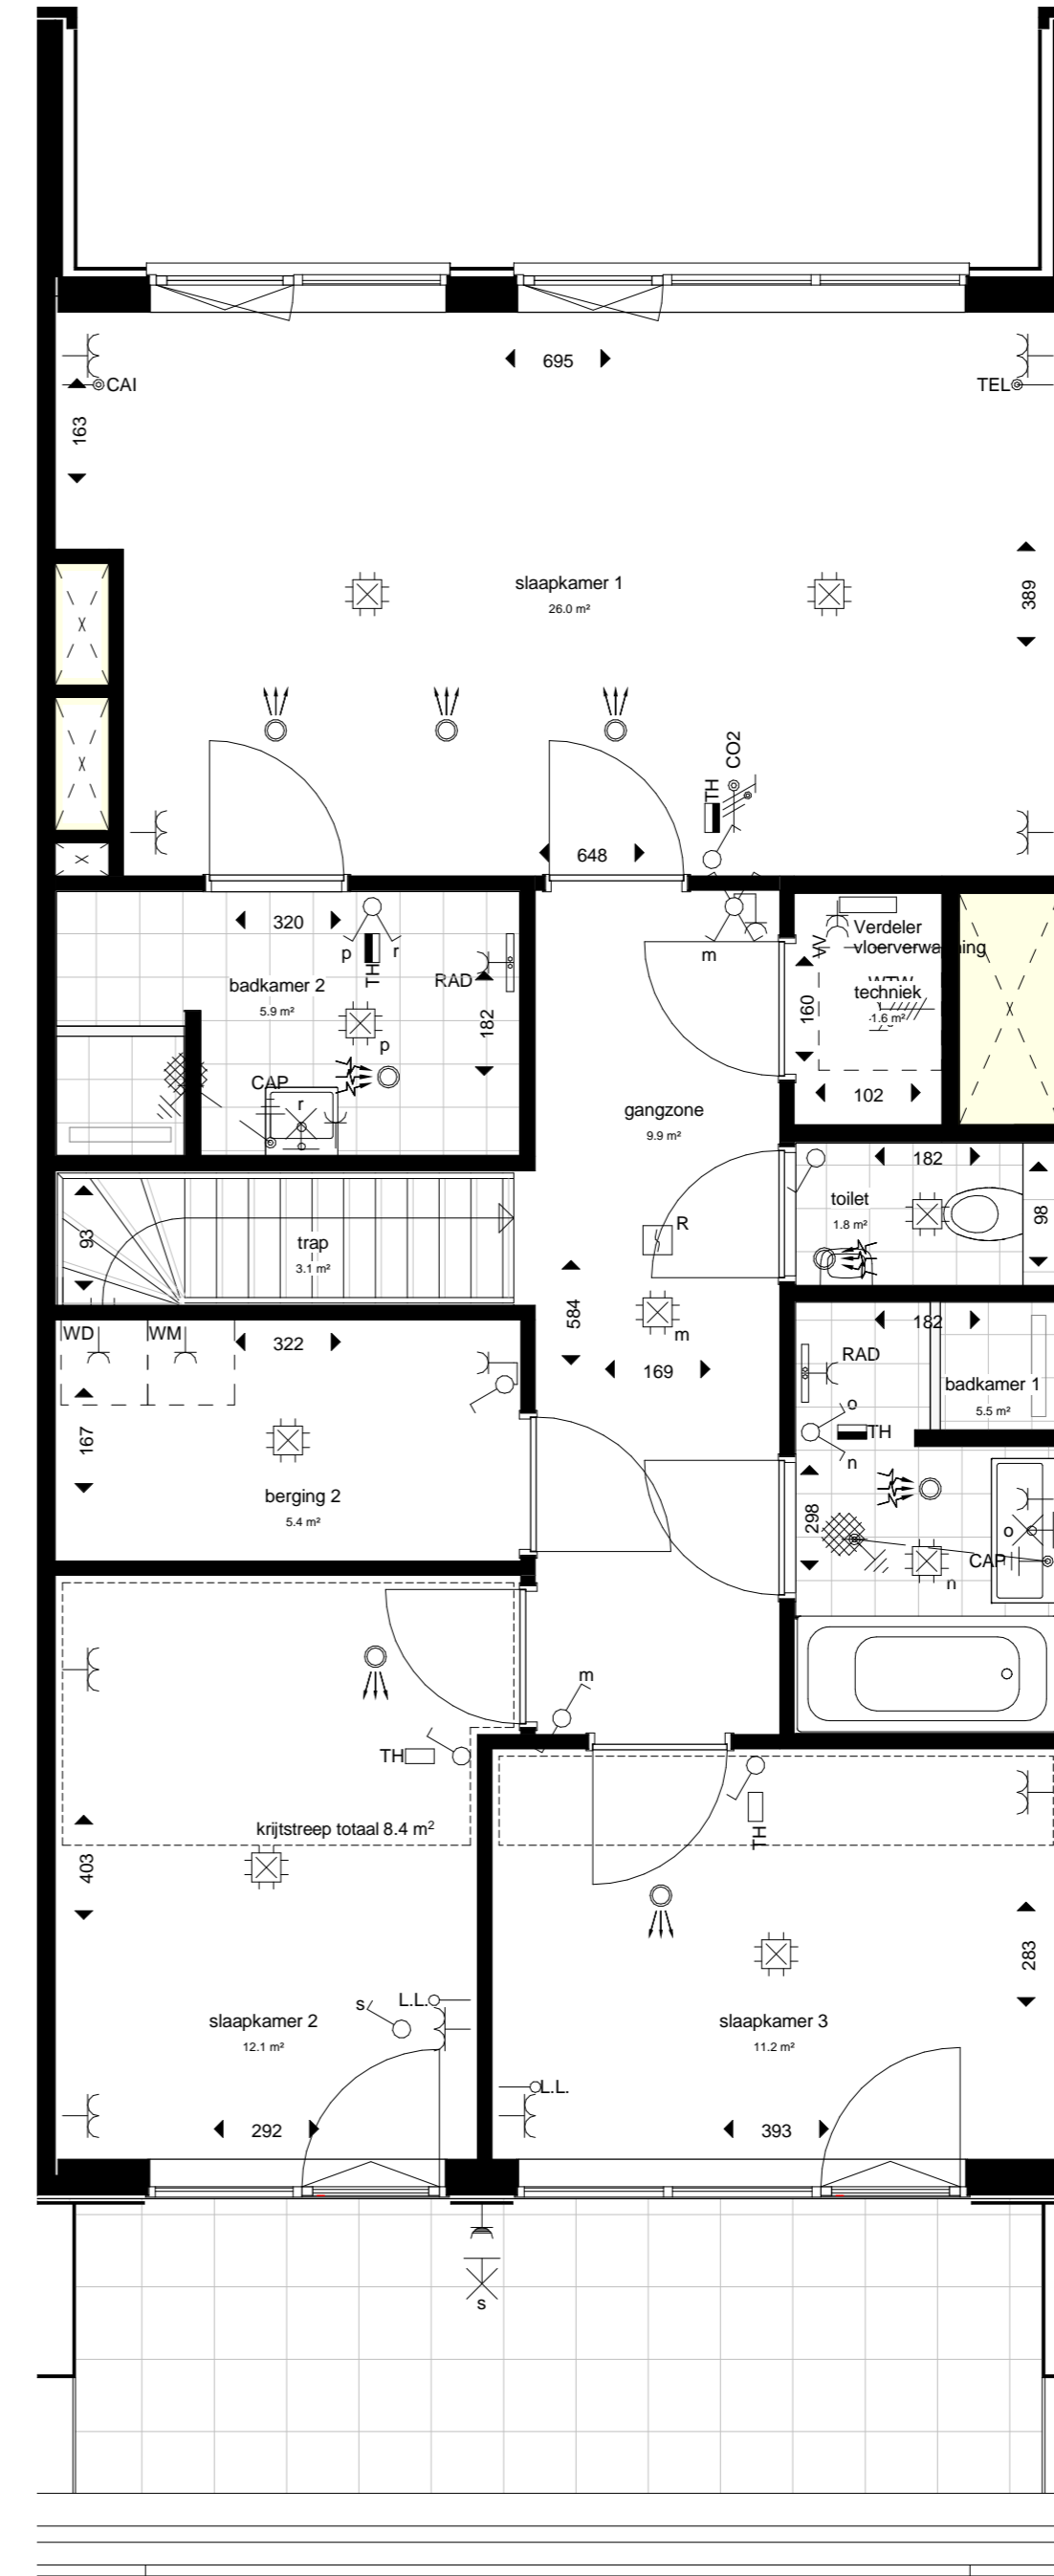 695
CAI
TEL
163
389
slaapkamer 1
26.0 m²
CO2
TH
648
320
p
r
TH
RAD
badkamer 2
5.9 m²
182
p
CAP
r
m
VV
Verdeler
vloerverwarming
WTW
techniek
1.6 m²
160
102
gangzone
9.9 m²
182
toilet
1.8 m²
98
R
93
trap
3.1 m²
584
m
169
WD
WM
322
167
berging 2
5.4 m²
182
RAD
badkamer 1
5.5 m²
o
TH
n
298
o
CAP
n
m
TH
TH
krijtstreep totaal 8.4 m²
403
283
s
L.L.
slaapkamer 2
12.1 m²
slaapkamer 3
11.2 m²
L.L.
292
393
s